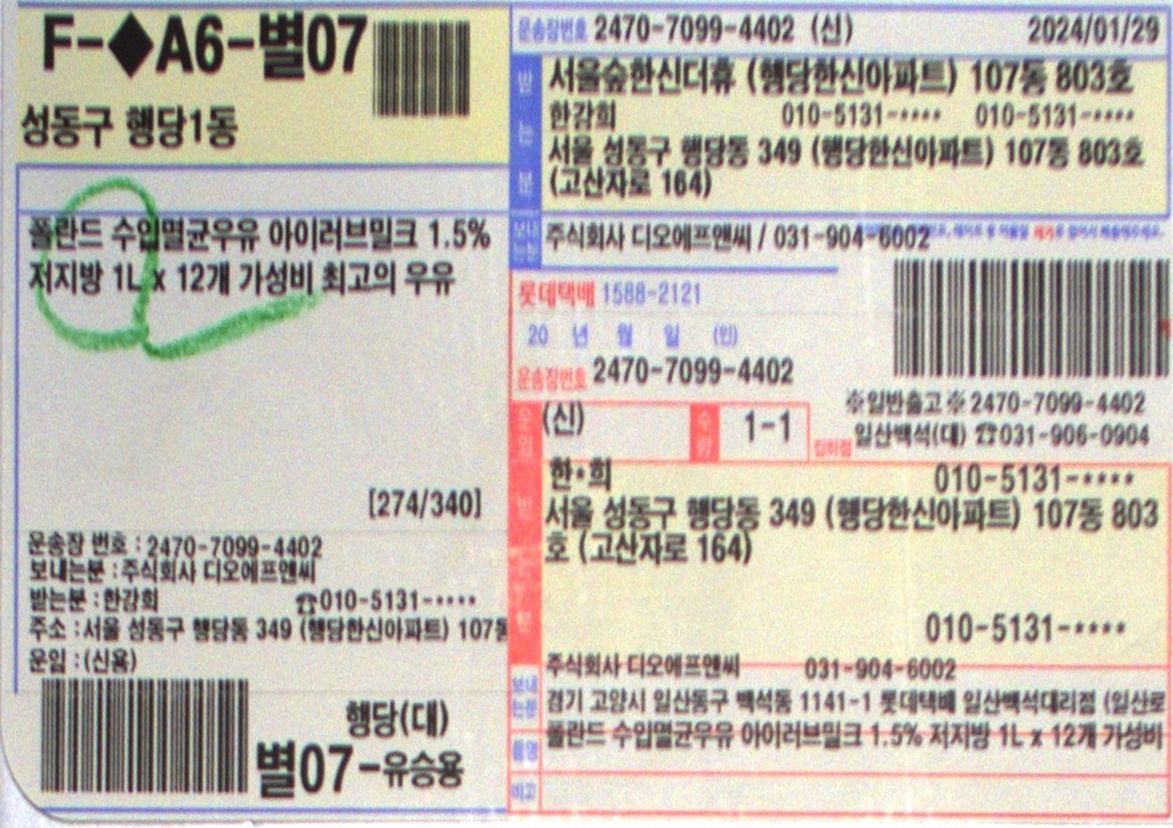 F-◆A6-별07
성동구 행당1동
폴란드 수입멸균우유 아이러브밀크 1.5%
저지방 1L x 12개 가성비 최고의 우유
[274/340]
운송장 번호 : 2470-7099-4402
보내는분 : 주식회사 디오에프앤씨
받는분 : 한감희 ☎010-5131-****
주소 : 서울 성동구 행당동 349 (행당한신아파트) 107동
운임 : (신용)
행당(대)
별07-유승용
운송장번호 2470-7099-4402 (신) 2024/01/29
받는분
서울숲한신더휴 (행당한신아파트) 107동 803호
한감희 010-5131-**** 010-5131-****
서울 성동구 행당동 349 (행당한신아파트) 107동 803호
(고산자로 164)
보내는분 주식회사 디오에프앤씨 / 031-904-6002
롯데택배 1588-2121
20 년 월 일 (인)
운송장번호 2470-7099-4402
※일반출고※ 2470-7099-4402
운임 (신) 수량 1-1 집하점 일산백석(대) ☎031-906-0904
받는분
한*희 010-5131-****
서울 성동구 행당동 349 (행당한신아파트) 107동 803
호 (고산자로 164)
010-5131-****
보내는분 주식회사 디오에프앤씨 031-904-6002
경기 고양시 일산동구 백석동 1141-1 롯데택배 일산백석대리점 (일산로
품명 폴란드 수입멸균우유 아이러브밀크 1.5% 저지방 1L x 12개 가성비
비고